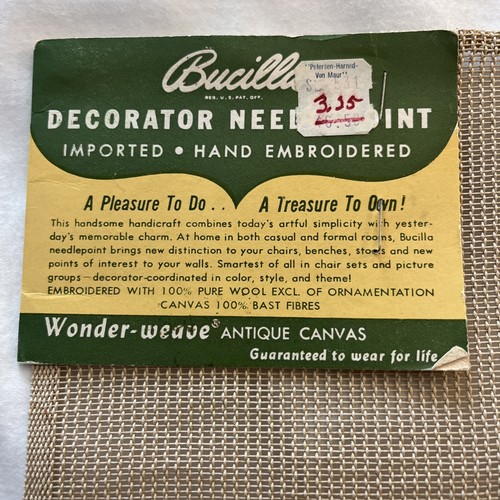 Bucilla
REG. U.S. PAT. OFF.
"Petersen-Harned-
Von Maur"
3.25
DECORATOR NEEDLEPOINT
IMPORTED • HAND EMBROIDERED
A Pleasure To Do . . A Treasure To Own!
This handsome handicraft combines today's artful simplicity with yester-
day's memorable charm. At home in both casual and formal rooms, Bucilla
needlepoint brings new distinction to your chairs, benches, stools and new
points of interest to your walls. Smartest of all in chair sets and picture
groups—decorator-coordinated in color, style, and theme!
EMBROIDERED WITH 100% PURE WOOL EXCL. OF ORNAMENTATION
CANVAS 100% BAST FIBRES
Wonder-weave® ANTIQUE CANVAS
Guaranteed to wear for life